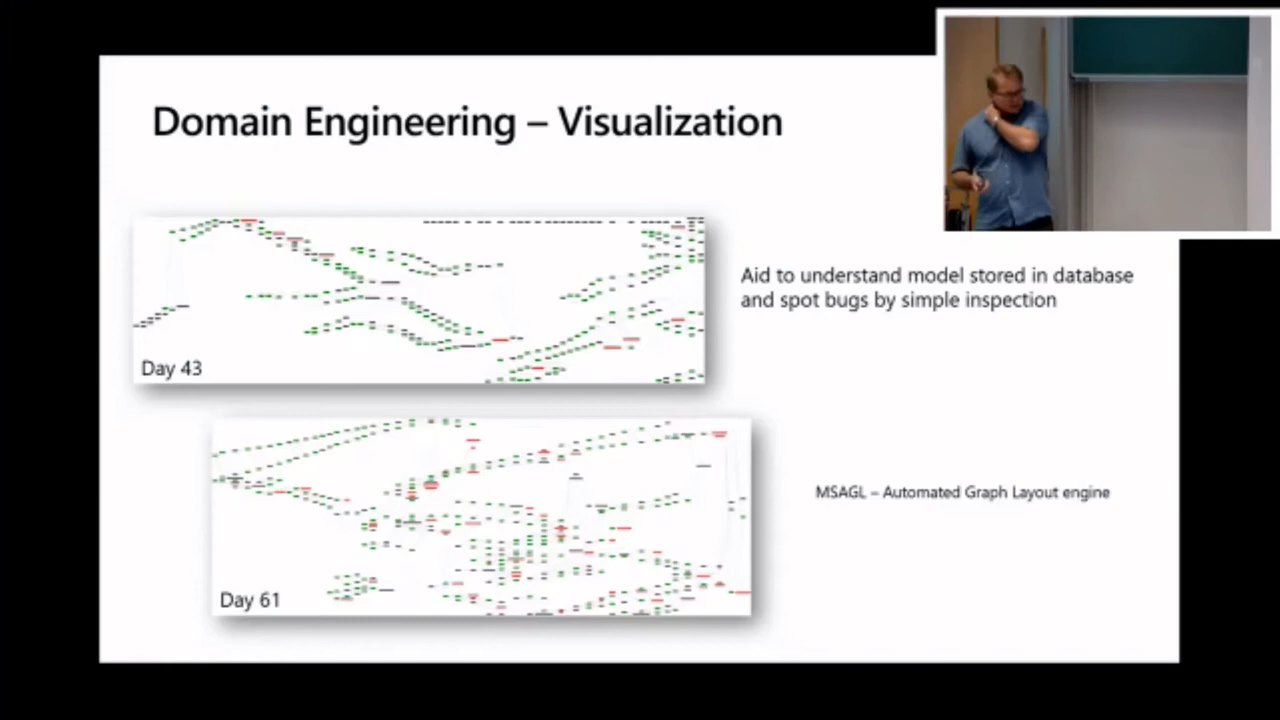 Domain Engineering – Visualization
Aid to understand model stored in database
and spot bugs by simple inspection
Day 43
MSAGL – Automated Graph Layout engine
Day 61